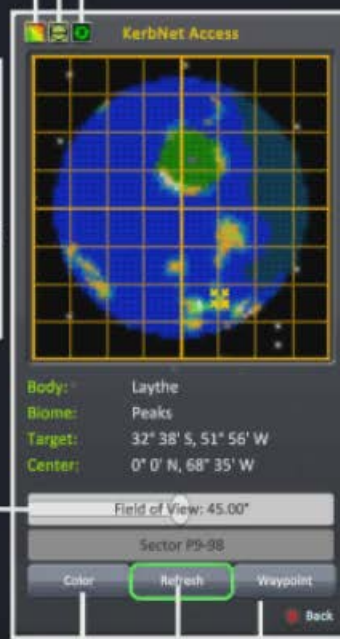 KerbNet Access
Body: Laythe
Biome: Peaks
Target: 32° 38' S, 51° 56' W
Center: 0° 0' N, 68° 35' W
Field of View: 45.00°
Sector P9-98
Color Refresh Waypoint
Back